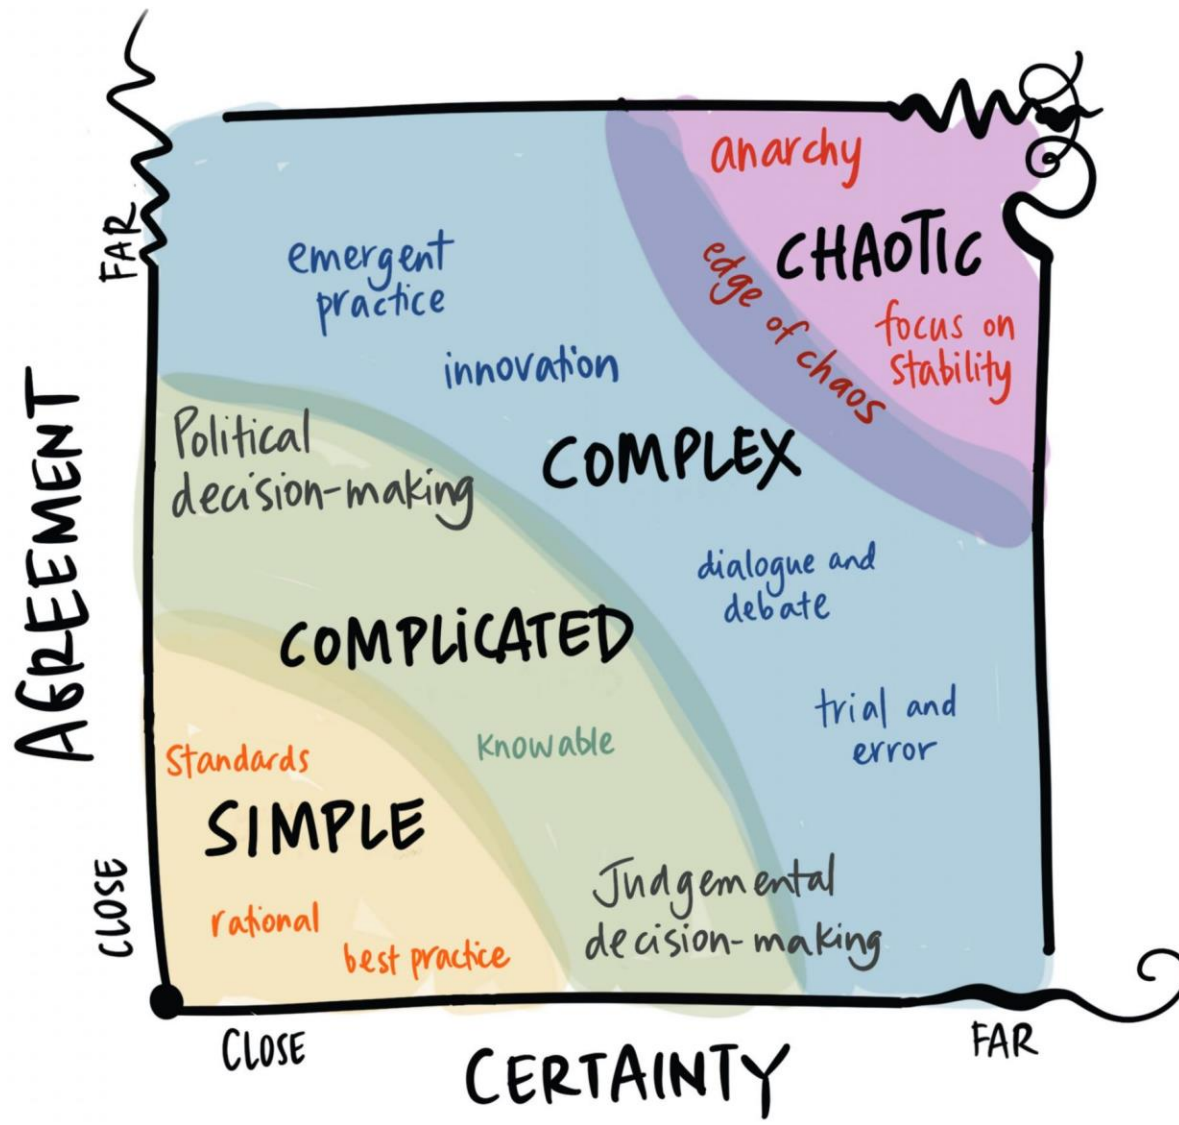 anarchy
FAR
CHAOTIC
emergent
practice
edge of chaos
focus on
stability
innovation
Political
decision-making
COMPLEX
AGREEMENT
dialogue and
debate
COMPLiCATED
trial and
error
Knowable
Standards
SIMPLE
CLOSE
Judgemental
decision-making
rational
best practice
CLOSE
FAR
CERTAINTY